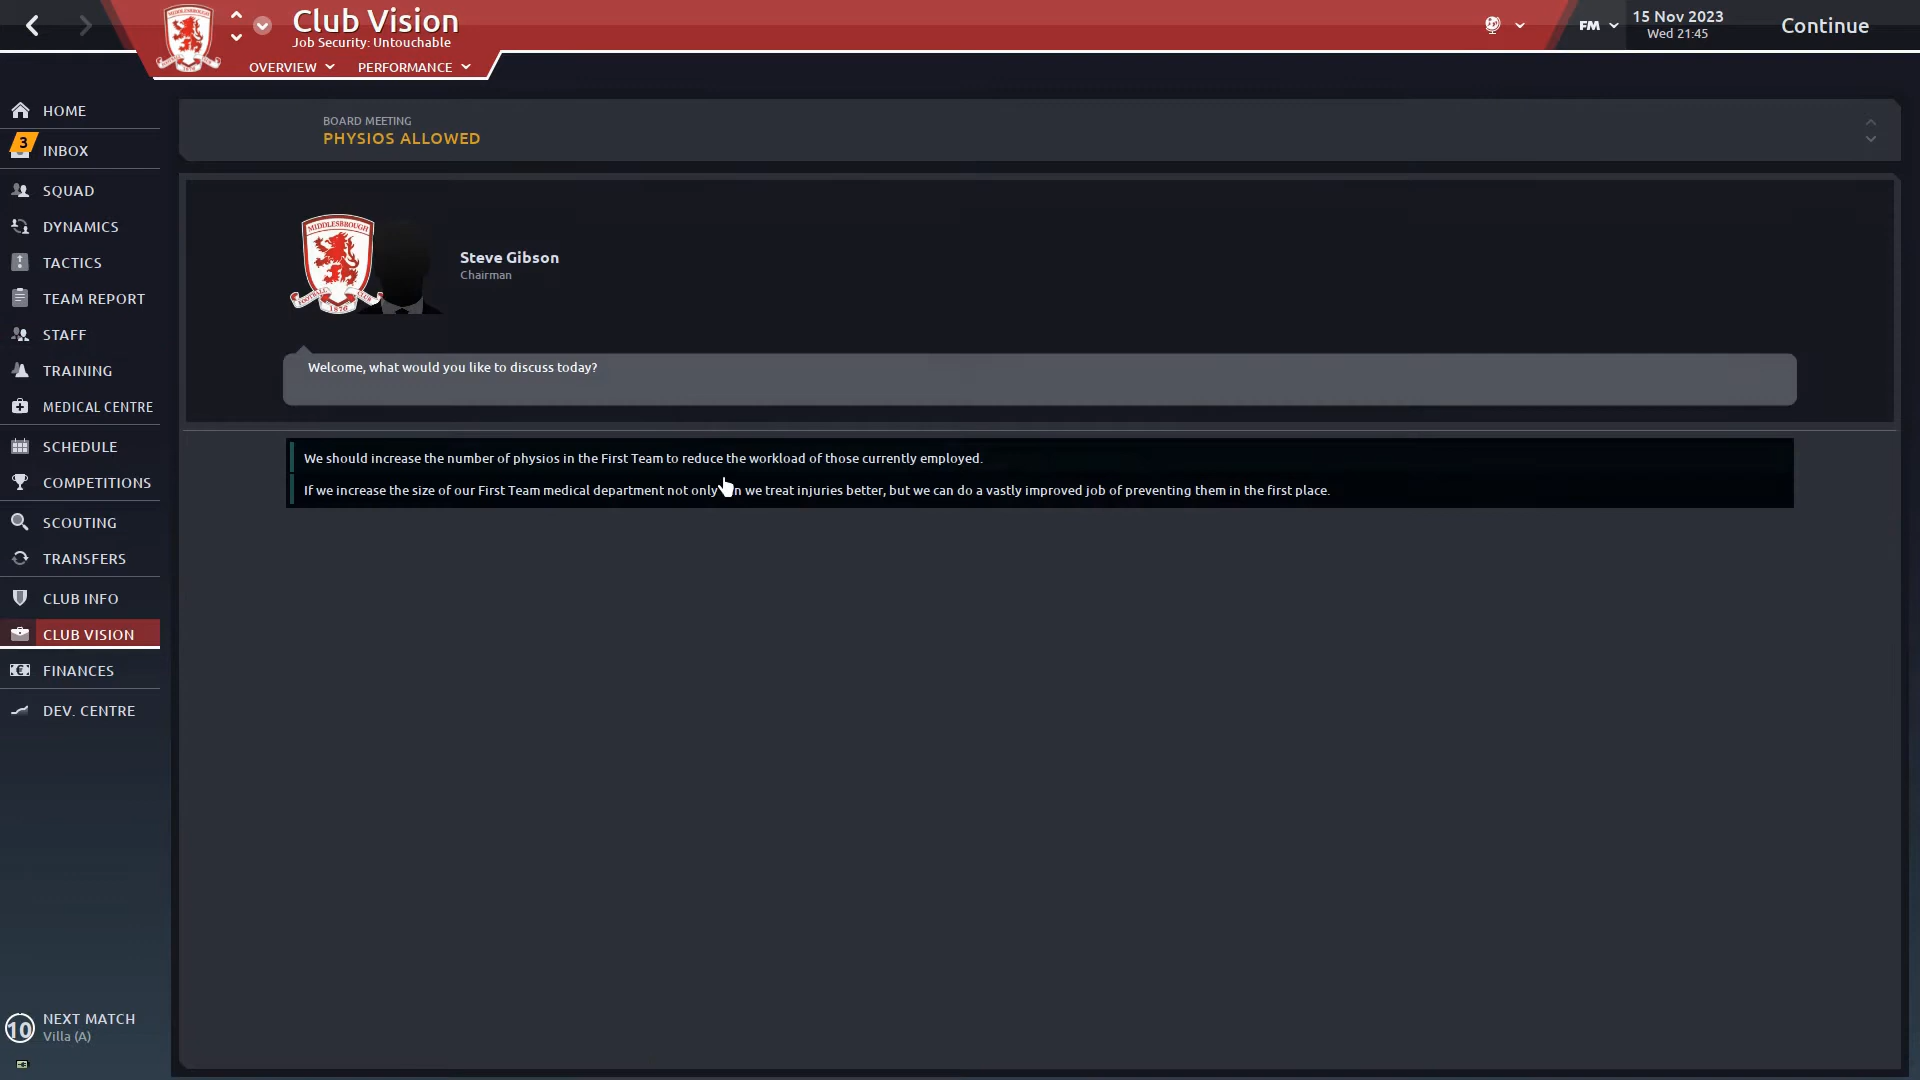 Club Vision
Job Security: Untouchable
OVERVIEW
PERFORMANCE
FM
15 Nov 2023
Wed 21:45
Continue
HOME
3
INBOX
SQUAD
DYNAMICS
TACTICS
TEAM REPORT
STAFF
TRAINING
MEDICAL CENTRE
SCHEDULE
COMPETITIONS
SCOUTING
TRANSFERS
CLUB INFO
CLUB VISION
FINANCES
DEV. CENTRE
10
NEXT MATCH
Villa (A)
BOARD MEETING
PHYSIOS ALLOWED
MIDDLESBROUGH
FOOTBALL CLUB
1876
Steve Gibson
Chairman
Welcome, what would you like to discuss today?
We should increase the number of physios in the First Team to reduce the workload of those currently employed.
If we increase the size of our First Team medical department not only we treat injuries better, but we can do a vastly improved job of preventing them in the first place.